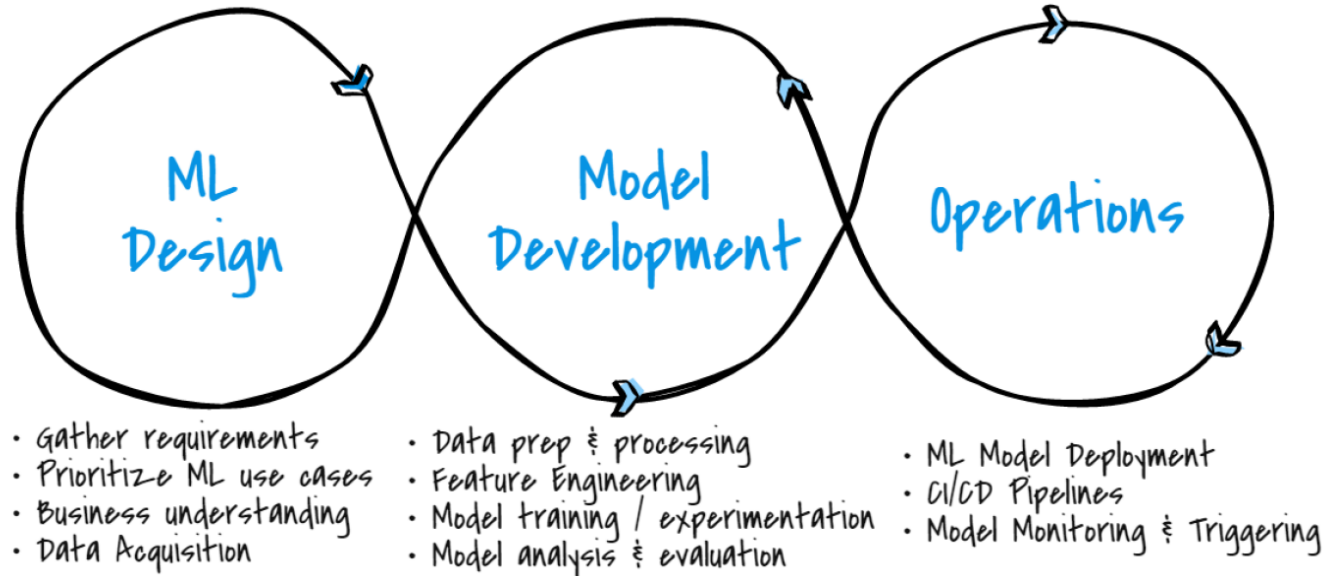 ML
Design
Model
Development
Operations
• Gather requirements
• Prioritize ML use cases
• Business understanding
• Data Acquisition
• Data prep & processing
• Feature Engineering
• Model training / experimentation
• Model analysis & evaluation
• ML Model Deployment
• CI/CD Pipelines
• Model Monitoring & Triggering